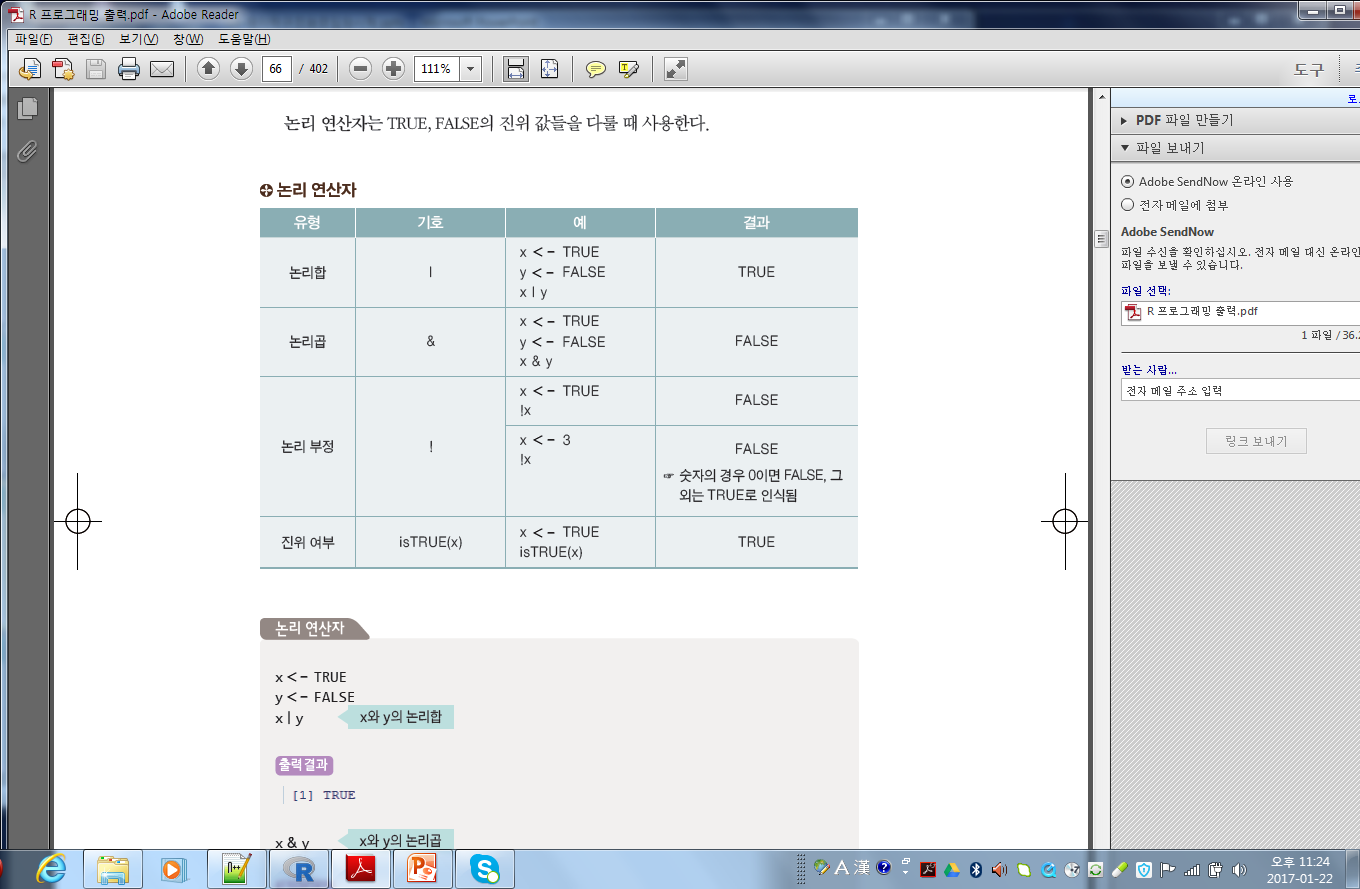 R 프로그래밍 출력.pdf - Adobe Reader
파일(F) 편집(E) 보기(V) 창(W) 도움말(H)
66 / 402 111% 도구
논리 연산자는 TRUE, FALSE의 진위 값들을 다룰 때 사용한다.
논리 연산자
유형 기호 예 결과
논리합 | x <- TRUE
y <- FALSE
x | y TRUE
논리곱 & x <- TRUE
y <- FALSE
x & y FALSE
논리 부정 ! x <- TRUE
!x FALSE
x <- 3
!x FALSE
☞ 숫자의 경우 0이면 FALSE, 그
외는 TRUE로 인식됨
진위 여부 isTRUE(x) x <- TRUE
isTRUE(x) TRUE
논리 연산자
x <- TRUE
y <- FALSE
x | y x와 y의 논리합
출력결과
[1] TRUE
x & y x와 y의 논리곱
PDF 파일 만들기
파일 보내기
Adobe SendNow 온라인 사용
전자 메일에 첨부
Adobe SendNow
파일 수신을 확인하십시오. 전자 메일 대신 온라인
파일을 보낼 수 있습니다.
파일 선택:
R 프로그래밍 출력.pdf
1 파일 / 36.2
받는 사람...
전자 메일 주소 입력
링크 보내기
A 漢
오후 11:24
2017-01-22